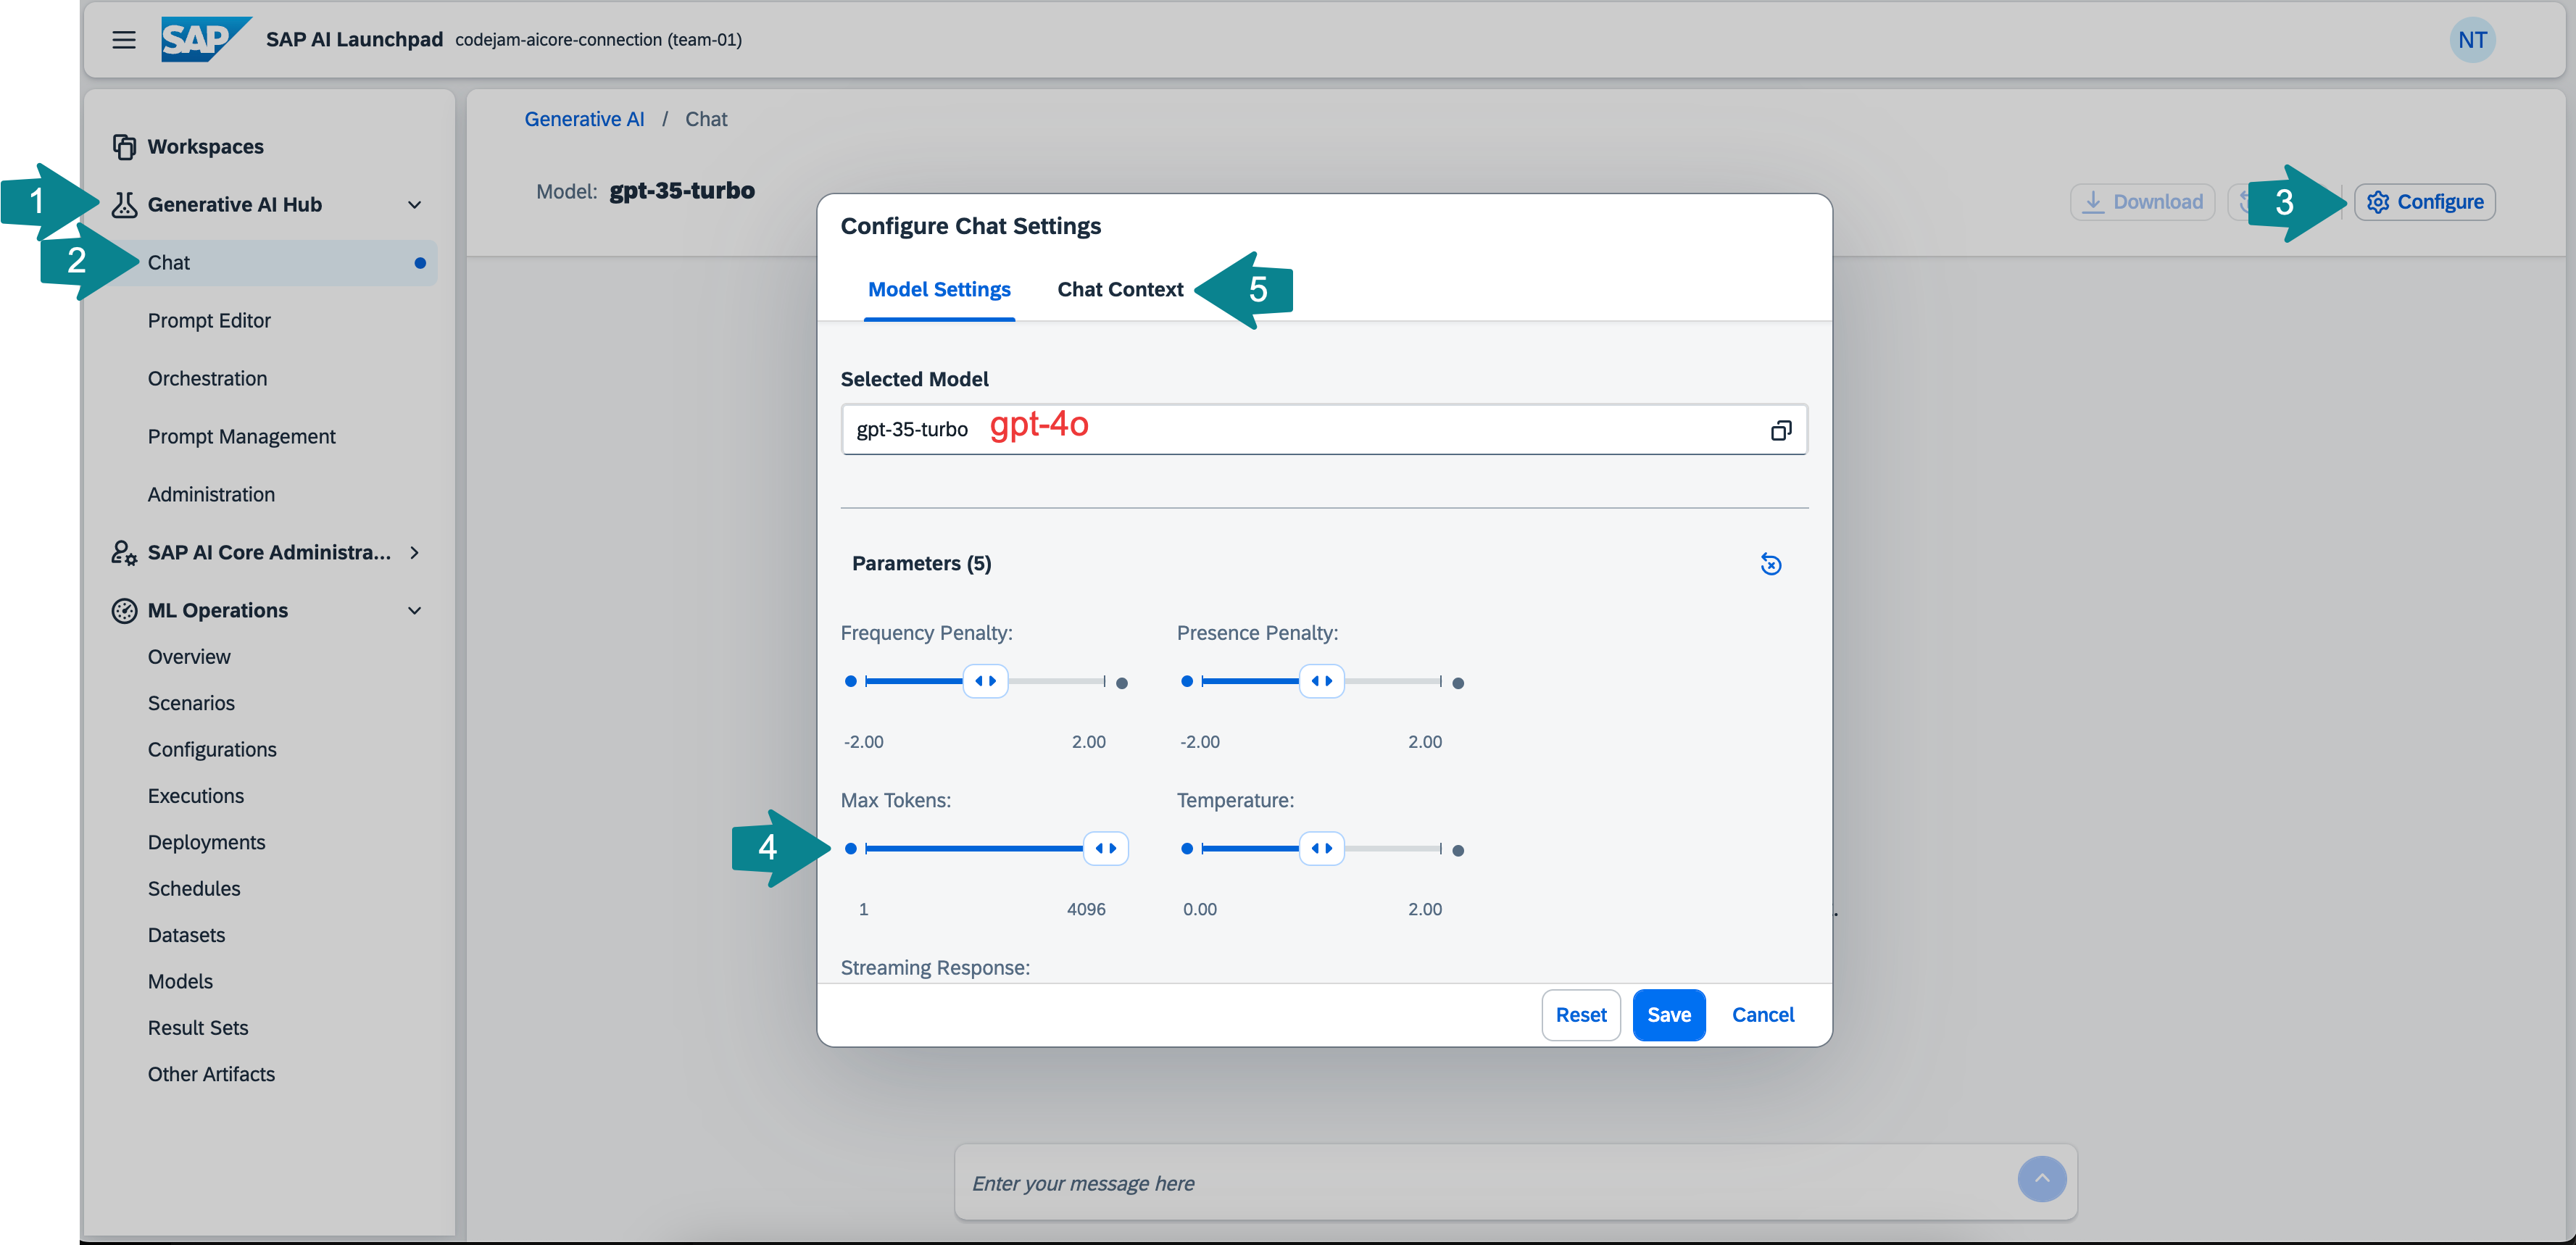 SAP SAP AI Launchpad codejam-aicore-connection (team-01) NT
Workspaces
1 Generative AI Hub
2 Chat
Prompt Editor
Orchestration
Prompt Management
Administration
SAP AI Core Administra...
ML Operations
Overview
Scenarios
Configurations
Executions
Deployments
Schedules
Datasets
Models
Result Sets
Other Artifacts
Generative AI / Chat
Model: gpt-35-turbo
Download 3 Configure
Configure Chat Settings
Model Settings Chat Context 5
Selected Model
gpt-35-turbo gpt-4o
Parameters (5)
Frequency Penalty: Presence Penalty:
-2.00 2.00 -2.00 2.00
Max Tokens: Temperature:
4
1 4096 0.00 2.00
Streaming Response:
Reset Save Cancel
Enter your message here